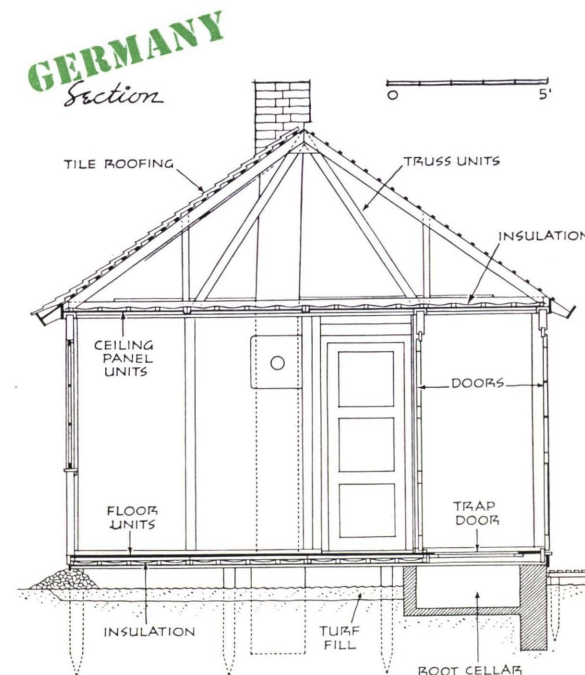 GERMANY
Section
0 5'
TILE ROOFING
TRUSS UNITS
INSULATION
CEILING
PANEL
UNITS
DOORS
FLOOR
UNITS
TRAP
DOOR
INSULATION
TURF
FILL
ROOT CELLAR